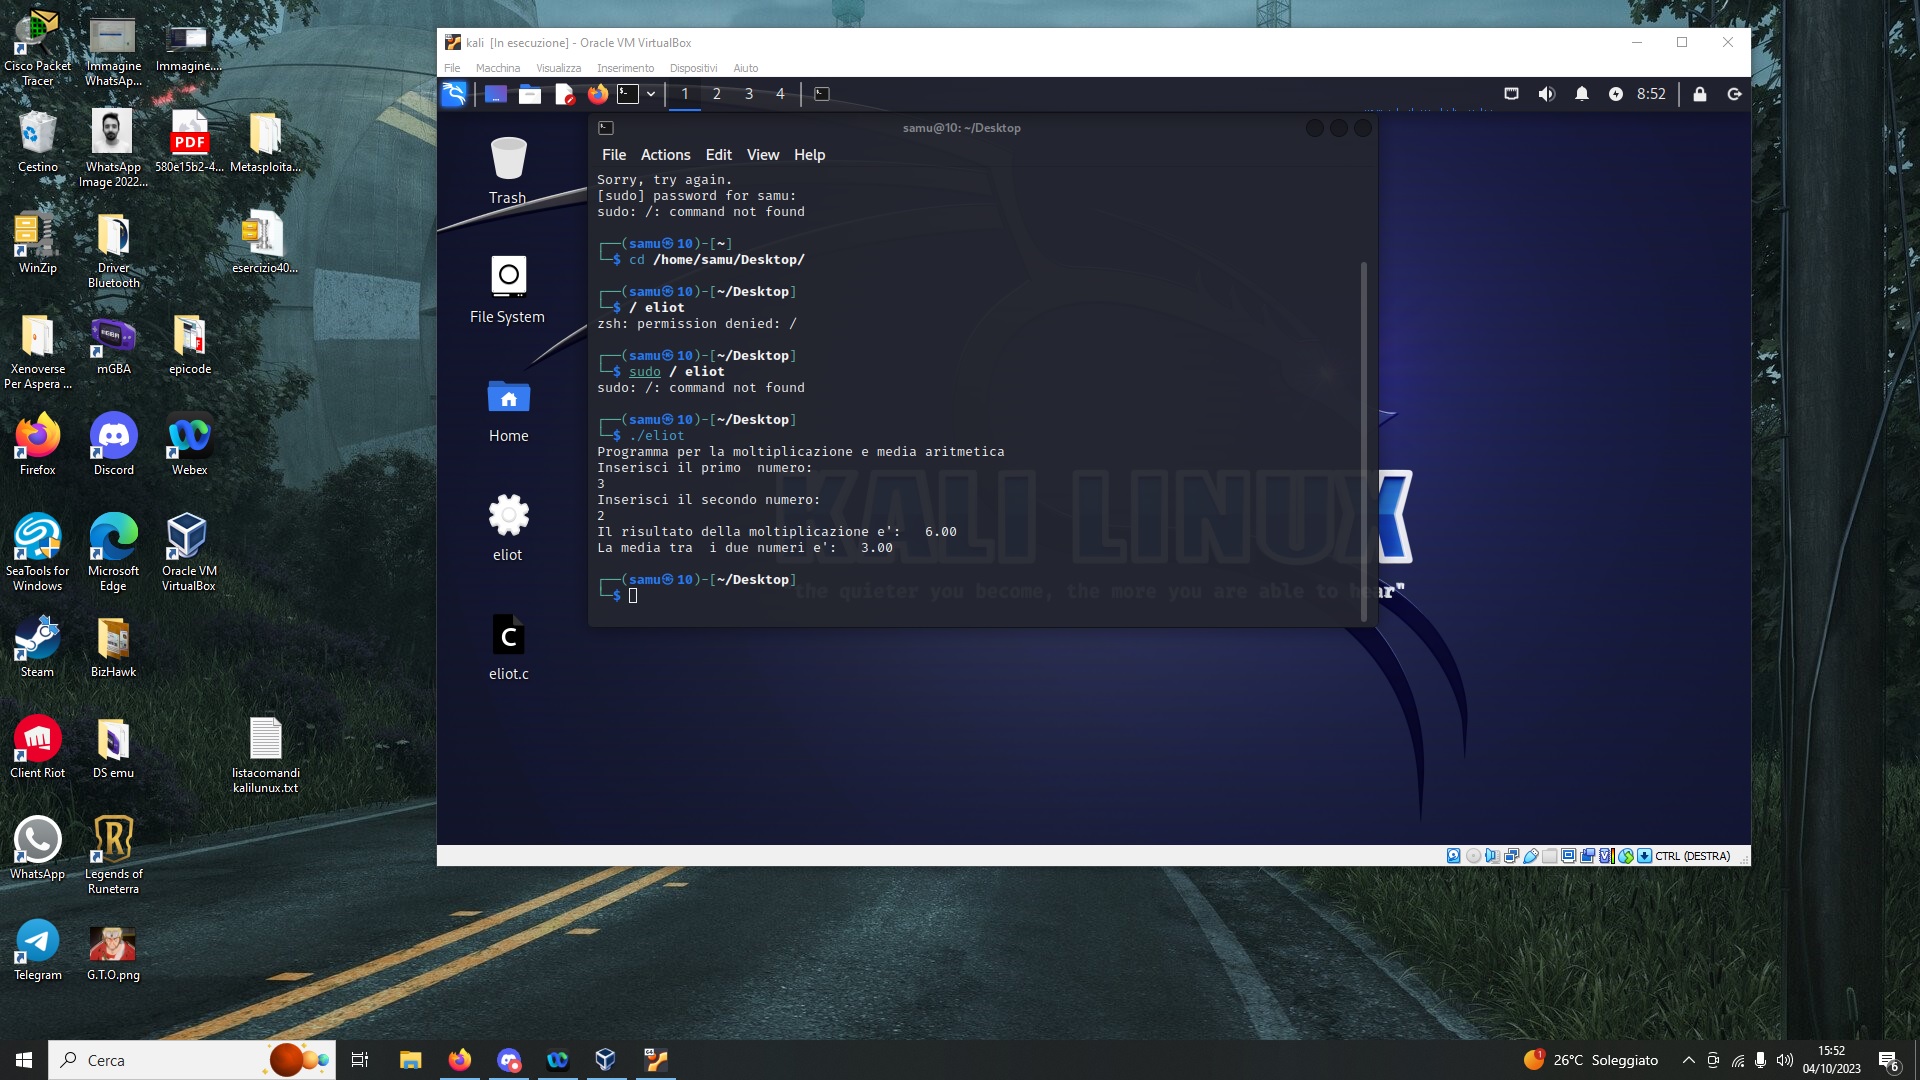 Cisco Packet
Tracer
Immagine
WhatsAp...
Immagine....
Cestino
WhatsApp
Image 2022...
PDF
580e15b2-4...
Metasploita...
WinZip
Driver
Bluetooth
esercizio40...
Xenoverse
Per Aspera ...
mGBA
epicode
Firefox
Discord
Webex
SeaTools for
Windows
Microsoft
Edge
Oracle VM
VirtualBox
Steam
BizHawk
Client Riot
DS emu
listacomandi
kalilunux.txt
WhatsApp
Legends of
Runeterra
Telegram
G.T.O.png
kali [In esecuzione] - Oracle VM VirtualBox
File Macchina Visualizza Inserimento Dispositivi Aiuto
1 2 3 4
8:52
Trash
File System
Home
eliot
C
eliot.c
samu@10: ~/Desktop
File Actions Edit View Help
Sorry, try again.
[sudo] password for samu:
sudo: /: command not found
┌──(samu㉿10)-[~]
└─$ cd /home/samu/Desktop/
┌──(samu㉿10)-[~/Desktop]
└─$ / eliot
zsh: permission denied: /
┌──(samu㉿10)-[~/Desktop]
└─$ sudo / eliot
sudo: /: command not found
┌──(samu㉿10)-[~/Desktop]
└─$ ./eliot
Programma per la moltiplicazione e media aritmetica
Inserisci il primo  numero:
3
Inserisci il secondo numero:
2
Il risultato della moltiplicazione e':   6.00
La media tra  i due numeri e':   3.00
┌──(samu㉿10)-[~/Desktop]
└─$
KALI LINUX
the quieter you become, the more you are able to hear"
CTRL (DESTRA)
Cerca
26°C Soleggiato
15:52
04/10/2023
6